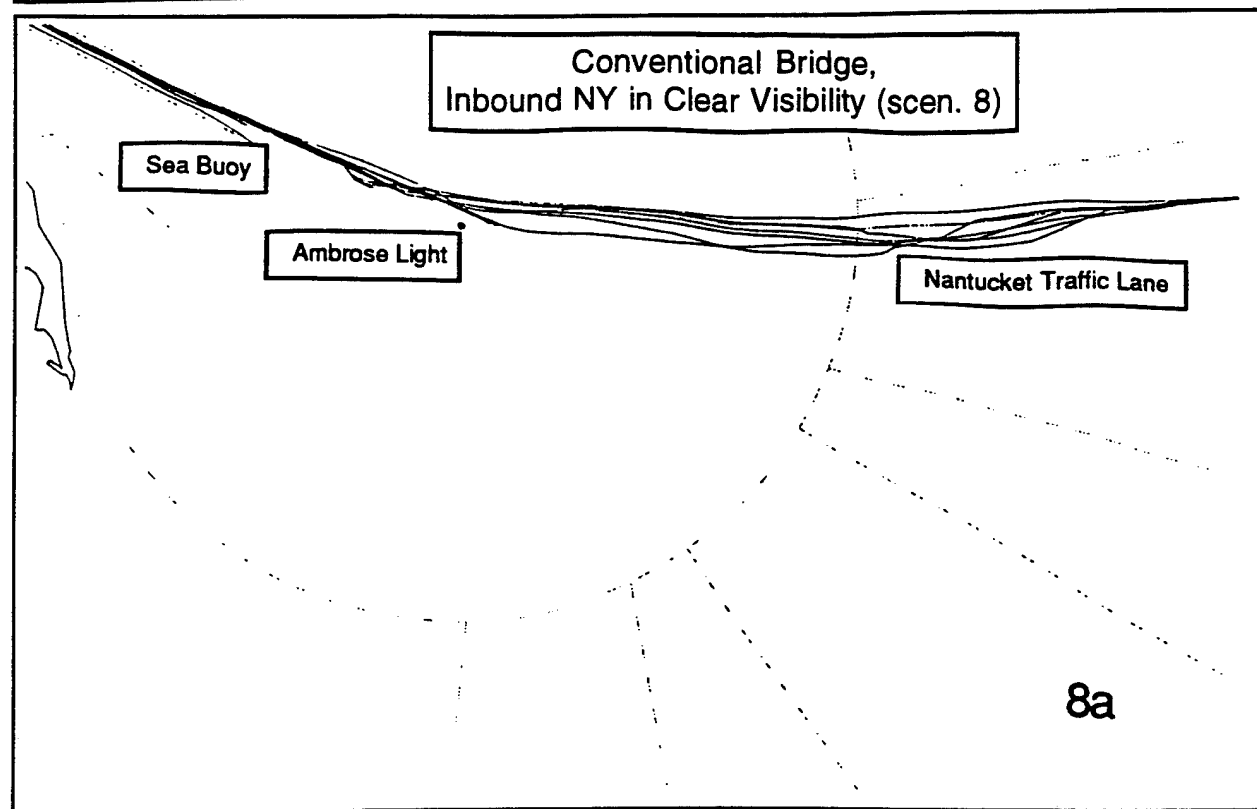 Conventional Bridge,
Inbound NY in Clear Visibility (scen. 8)
Sea Buoy
Ambrose Light
Nantucket Traffic Lane
8a